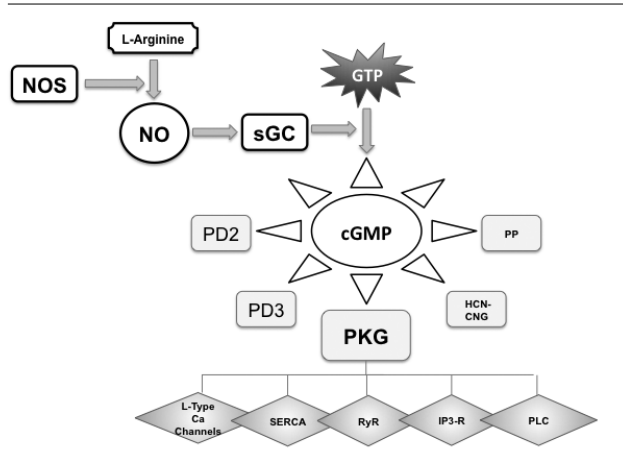 L-Arginine
NOS
GTP
NO
sGC
cGMP
PD2
PP
PD3
HCN-
CNG
PKG
L-Type
Ca
Channels
SERCA
RyR
IP3-R
PLC